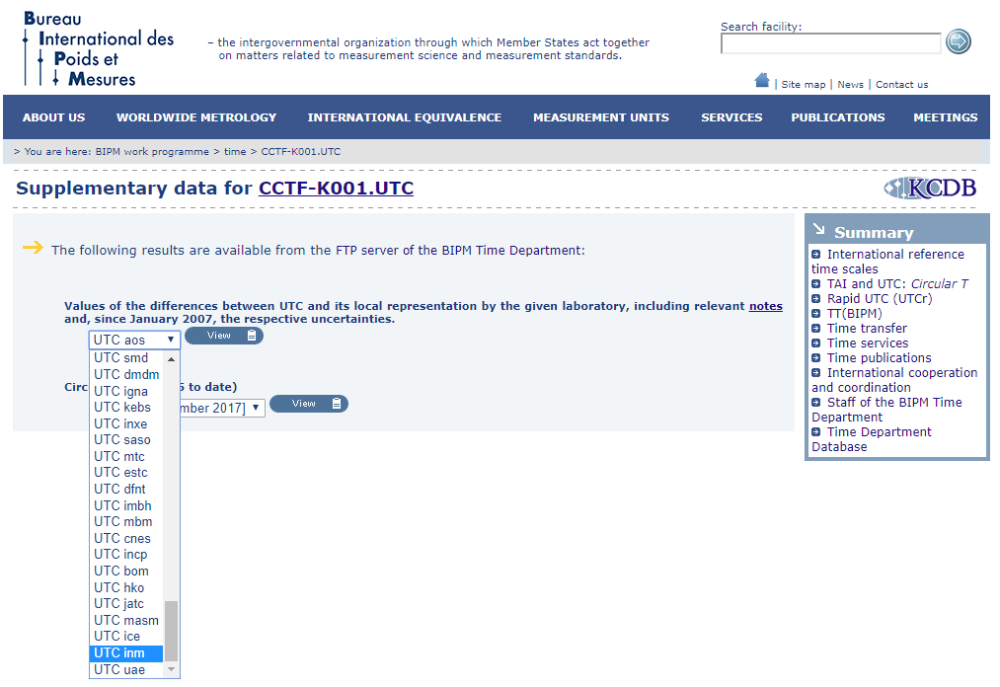 Bureau
International des
Poids et
Mesures
– the intergovernmental organization through which Member States act together
on matters related to measurement science and measurement standards.
Search facility:
| Site map | News | Contact us
ABOUT US WORLDWIDE METROLOGY INTERNATIONAL EQUIVALENCE MEASUREMENT UNITS SERVICES PUBLICATIONS MEETINGS
> You are here: BIPM work programme > time > CCTF-K001.UTC
Supplementary data for CCTF-K001.UTC
KCDB
The following results are available from the FTP server of the BIPM Time Department:
Values of the differences between UTC and its local representation by the given laboratory, including relevant notes
and, since January 2007, the respective uncertainties.
UTC aos
View
UTC smd
UTC dmdm
UTC igna
UTC kebs
UTC inxe
UTC saso
UTC mtc
UTC estc
UTC dfnt
UTC imbh
UTC mbm
UTC cnes
UTC incp
UTC bom
UTC hko
UTC jatc
UTC masm
UTC ice
UTC inm
UTC uae
Circ 5 to date)
mber 2017]
View
Summary
International reference
time scales
TAI and UTC: Circular T
Rapid UTC (UTCr)
TT(BIPM)
Time transfer
Time services
Time publications
International cooperation
and coordination
Staff of the BIPM Time
Department
Time Department
Database